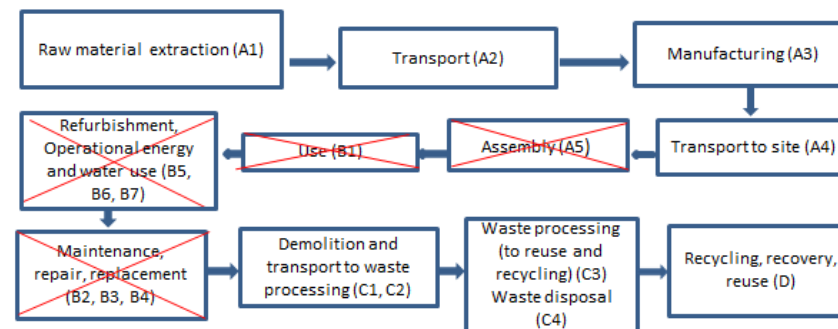 Raw material extraction (A1)
Transport (A2)
Manufacturing (A3)
Refurbishment,
Operational energy
and water use (B5,
B6, B7)
Use (B1)
Assembly (A5)
Transport to site (A4)
Maintenance,
repair, replacement
(B2, B3, B4)
Demolition and
transport to waste
processing (C1, C2)
Waste processing
(to reuse and
recycling) (C3)
Waste disposal
(C4)
Recycling, recovery,
reuse (D)